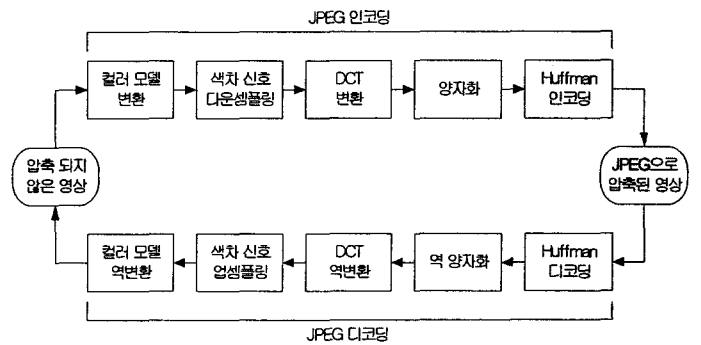 JPEG 인코딩
컬러 모델
변환
색차 신호
다운셈플링
DCT
변환
양자화
Huffman
인코딩
압축 되지
않은 영상
JPEG으로
압축된 영상
컬러 모델
역변환
색차 신호
업셈플링
DCT
역변환
역 양자화
Huffman
디코딩
JPEG 디코딩